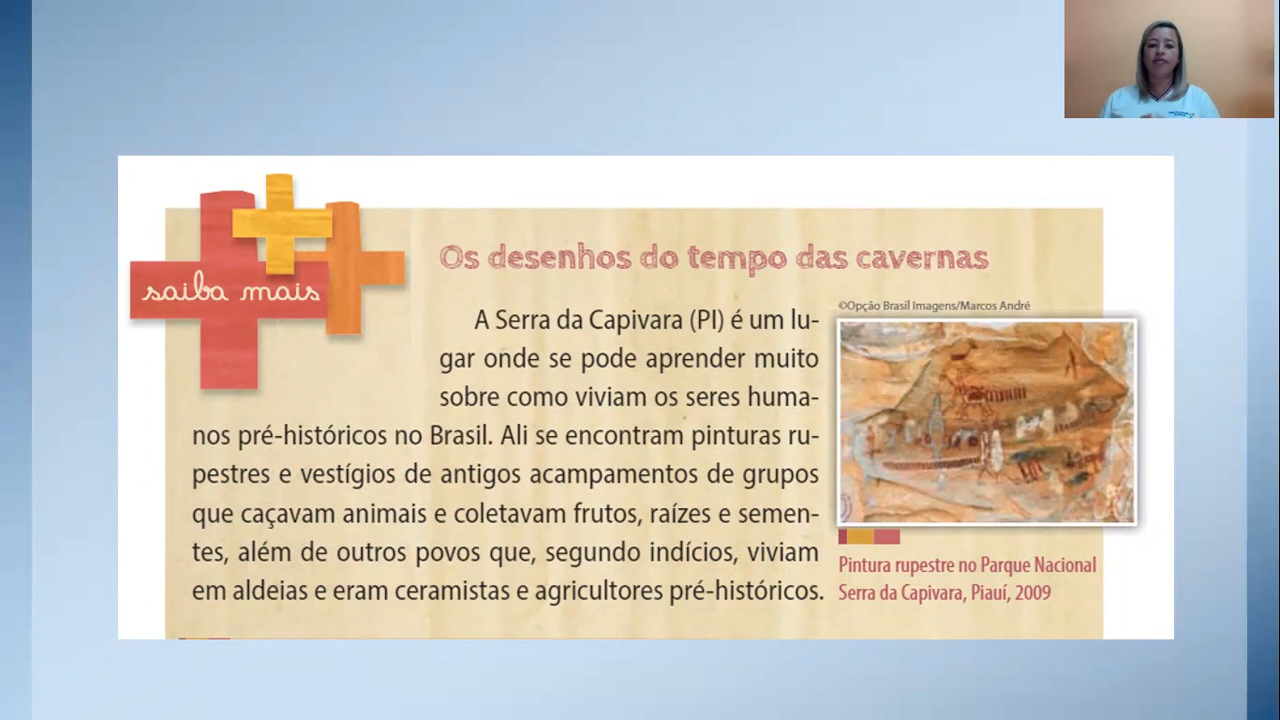 saiba mais
Os desenhos do tempo das cavernas
A Serra da Capivara (PI) é um lu-
gar onde se pode aprender muito
sobre como viviam os seres huma-
nos pré-históricos no Brasil. Ali se encontram pinturas ru-
pestres e vestígios de antigos acampamentos de grupos
que caçavam animais e coletavam frutos, raízes e semen-
tes, além de outros povos que, segundo indícios, viviam
em aldeias e eram ceramistas e agricultores pré-históricos.
©Opção Brasil Imagens/Marcos André
Pintura rupestre no Parque Nacional
Serra da Capivara, Piauí, 2009